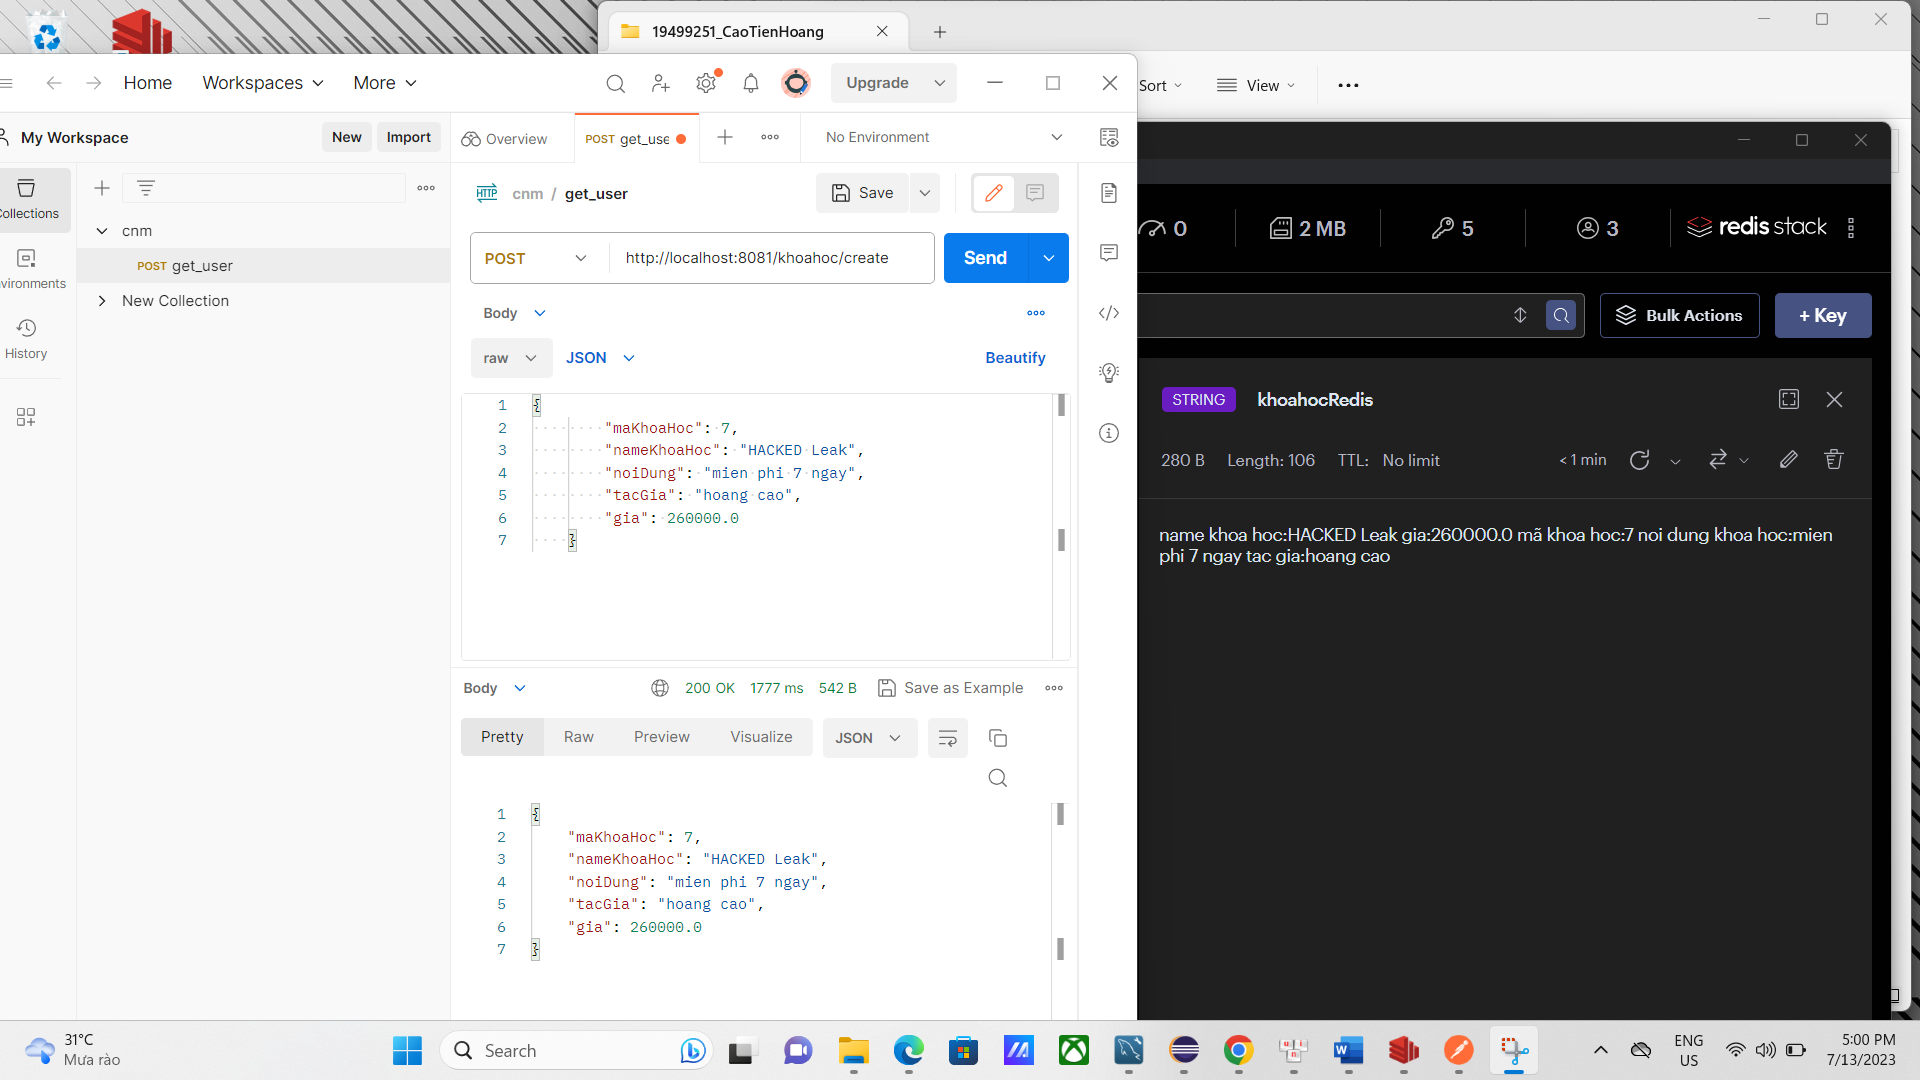 19499251_CaoTienHoang
Home
Workspaces
More
Upgrade
Sort
View
My Workspace
New
Import
Overview
POST get_use
No Environment
cnm / get_user
Save
HTTP
Collections
cnm
POST get_user
New Collection
vironments
History
POST
http://localhost:8081/khoahoc/create
Send
Body
raw
JSON
Beautify
1 {
2 "maKhoaHoc": 7,
3 "nameKhoaHoc": "HACKED Leak",
4 "noiDung": "mien phi 7 ngay",
5 "tacGia": "hoang cao",
6 "gia": 260000.0
7 }
Body
200 OK
1777 ms
542 B
Save as Example
Pretty
Raw
Preview
Visualize
JSON
1 {
2 "maKhoaHoc": 7,
3 "nameKhoaHoc": "HACKED Leak",
4 "noiDung": "mien phi 7 ngay",
5 "tacGia": "hoang cao",
6 "gia": 260000.0
7 }
0
2 MB
5
3
redis stack
Bulk Actions
+ Key
STRING
khoahocRedis
280 B
Length: 106
TTL: No limit
< 1 min
name khoa hoc:HACKED Leak gia:260000.0 mã khoa hoc:7 noi dung khoa hoc:mien
phi 7 ngay tac gia:hoang cao
31°C
Mưa rào
Search
ENG
US
5:00 PM
7/13/2023